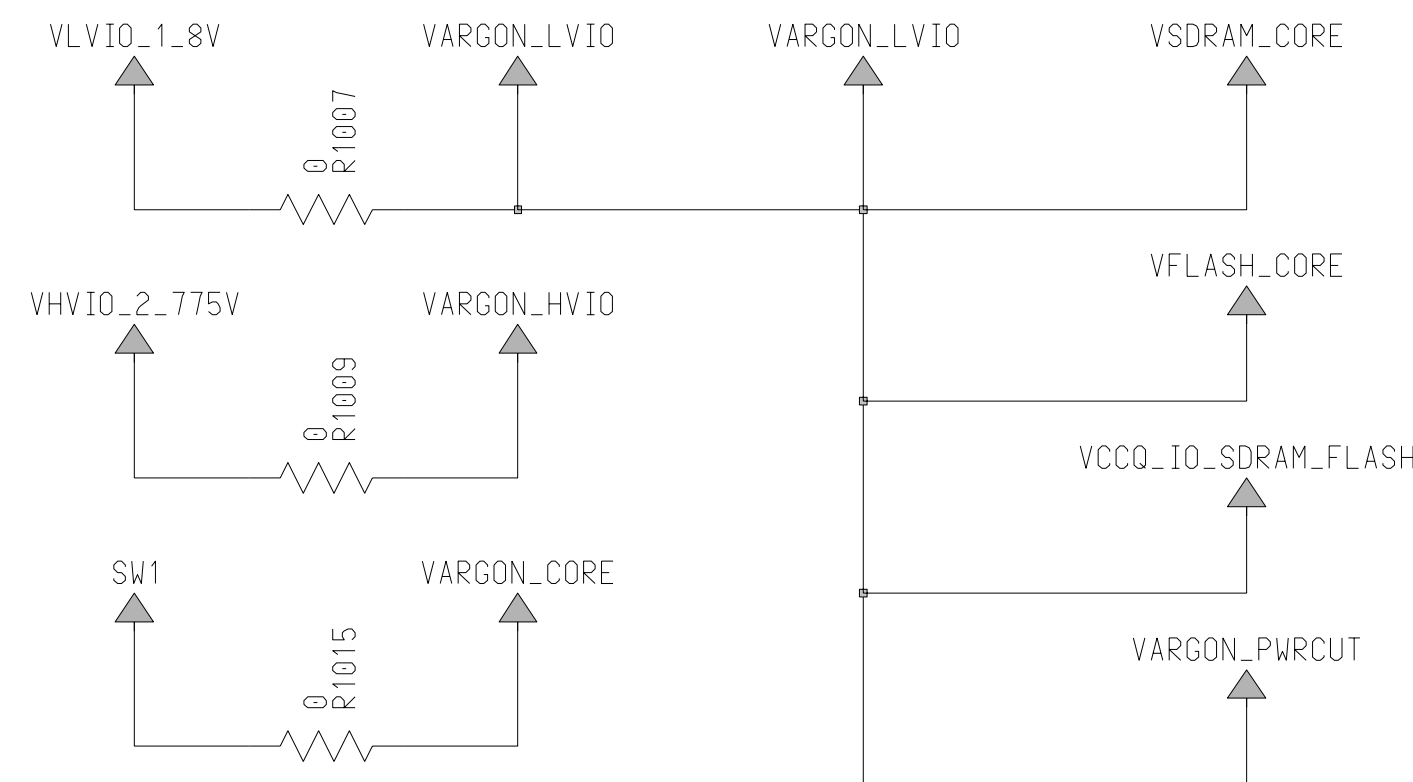 VLVIO_1_8V
VARGON_LVIO
VARGON_LVIO
VSDRAM_CORE
0
R1007
VFLASH_CORE
VHVIO_2_775V
VARGON_HVIO
0
R1009
VCCQ_IO_SDRAM_FLASH
SW1
VARGON_CORE
0
R1015
VARGON_PWRCUT